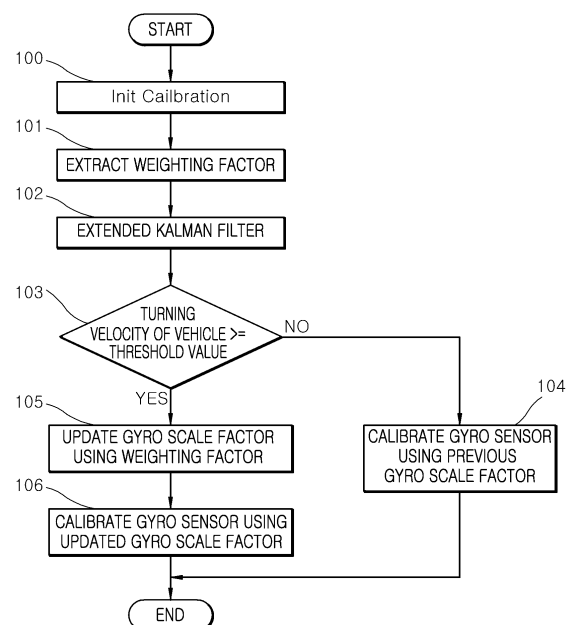 START
100
Init Cailbration
101
EXTRACT WEIGHTING FACTOR
102
EXTENDED KALMAN FILTER
103
TURNING
VELOCITY OF VEHICLE >=
THRESHOLD VALUE
NO
YES
105
UPDATE GYRO SCALE FACTOR
USING WEIGHTING FACTOR
104
CALIBRATE GYRO SENSOR
USING PREVIOUS
GYRO SCALE FACTOR
106
CALIBRATE GYRO SENSOR USING
UPDATED GYRO SCALE FACTOR
END